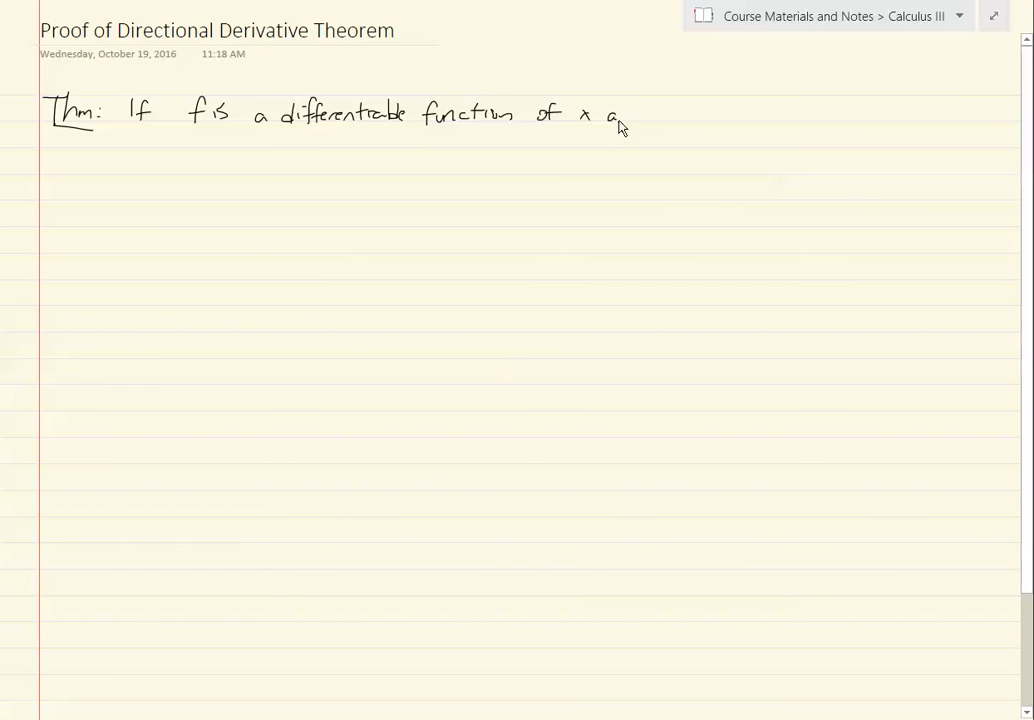 Course Materials and Notes > Calculus III
Proof of Directional Derivative Theorem
Wednesday, October 19, 2016 11:18 AM
Thm: If f is a differentiable function of x a